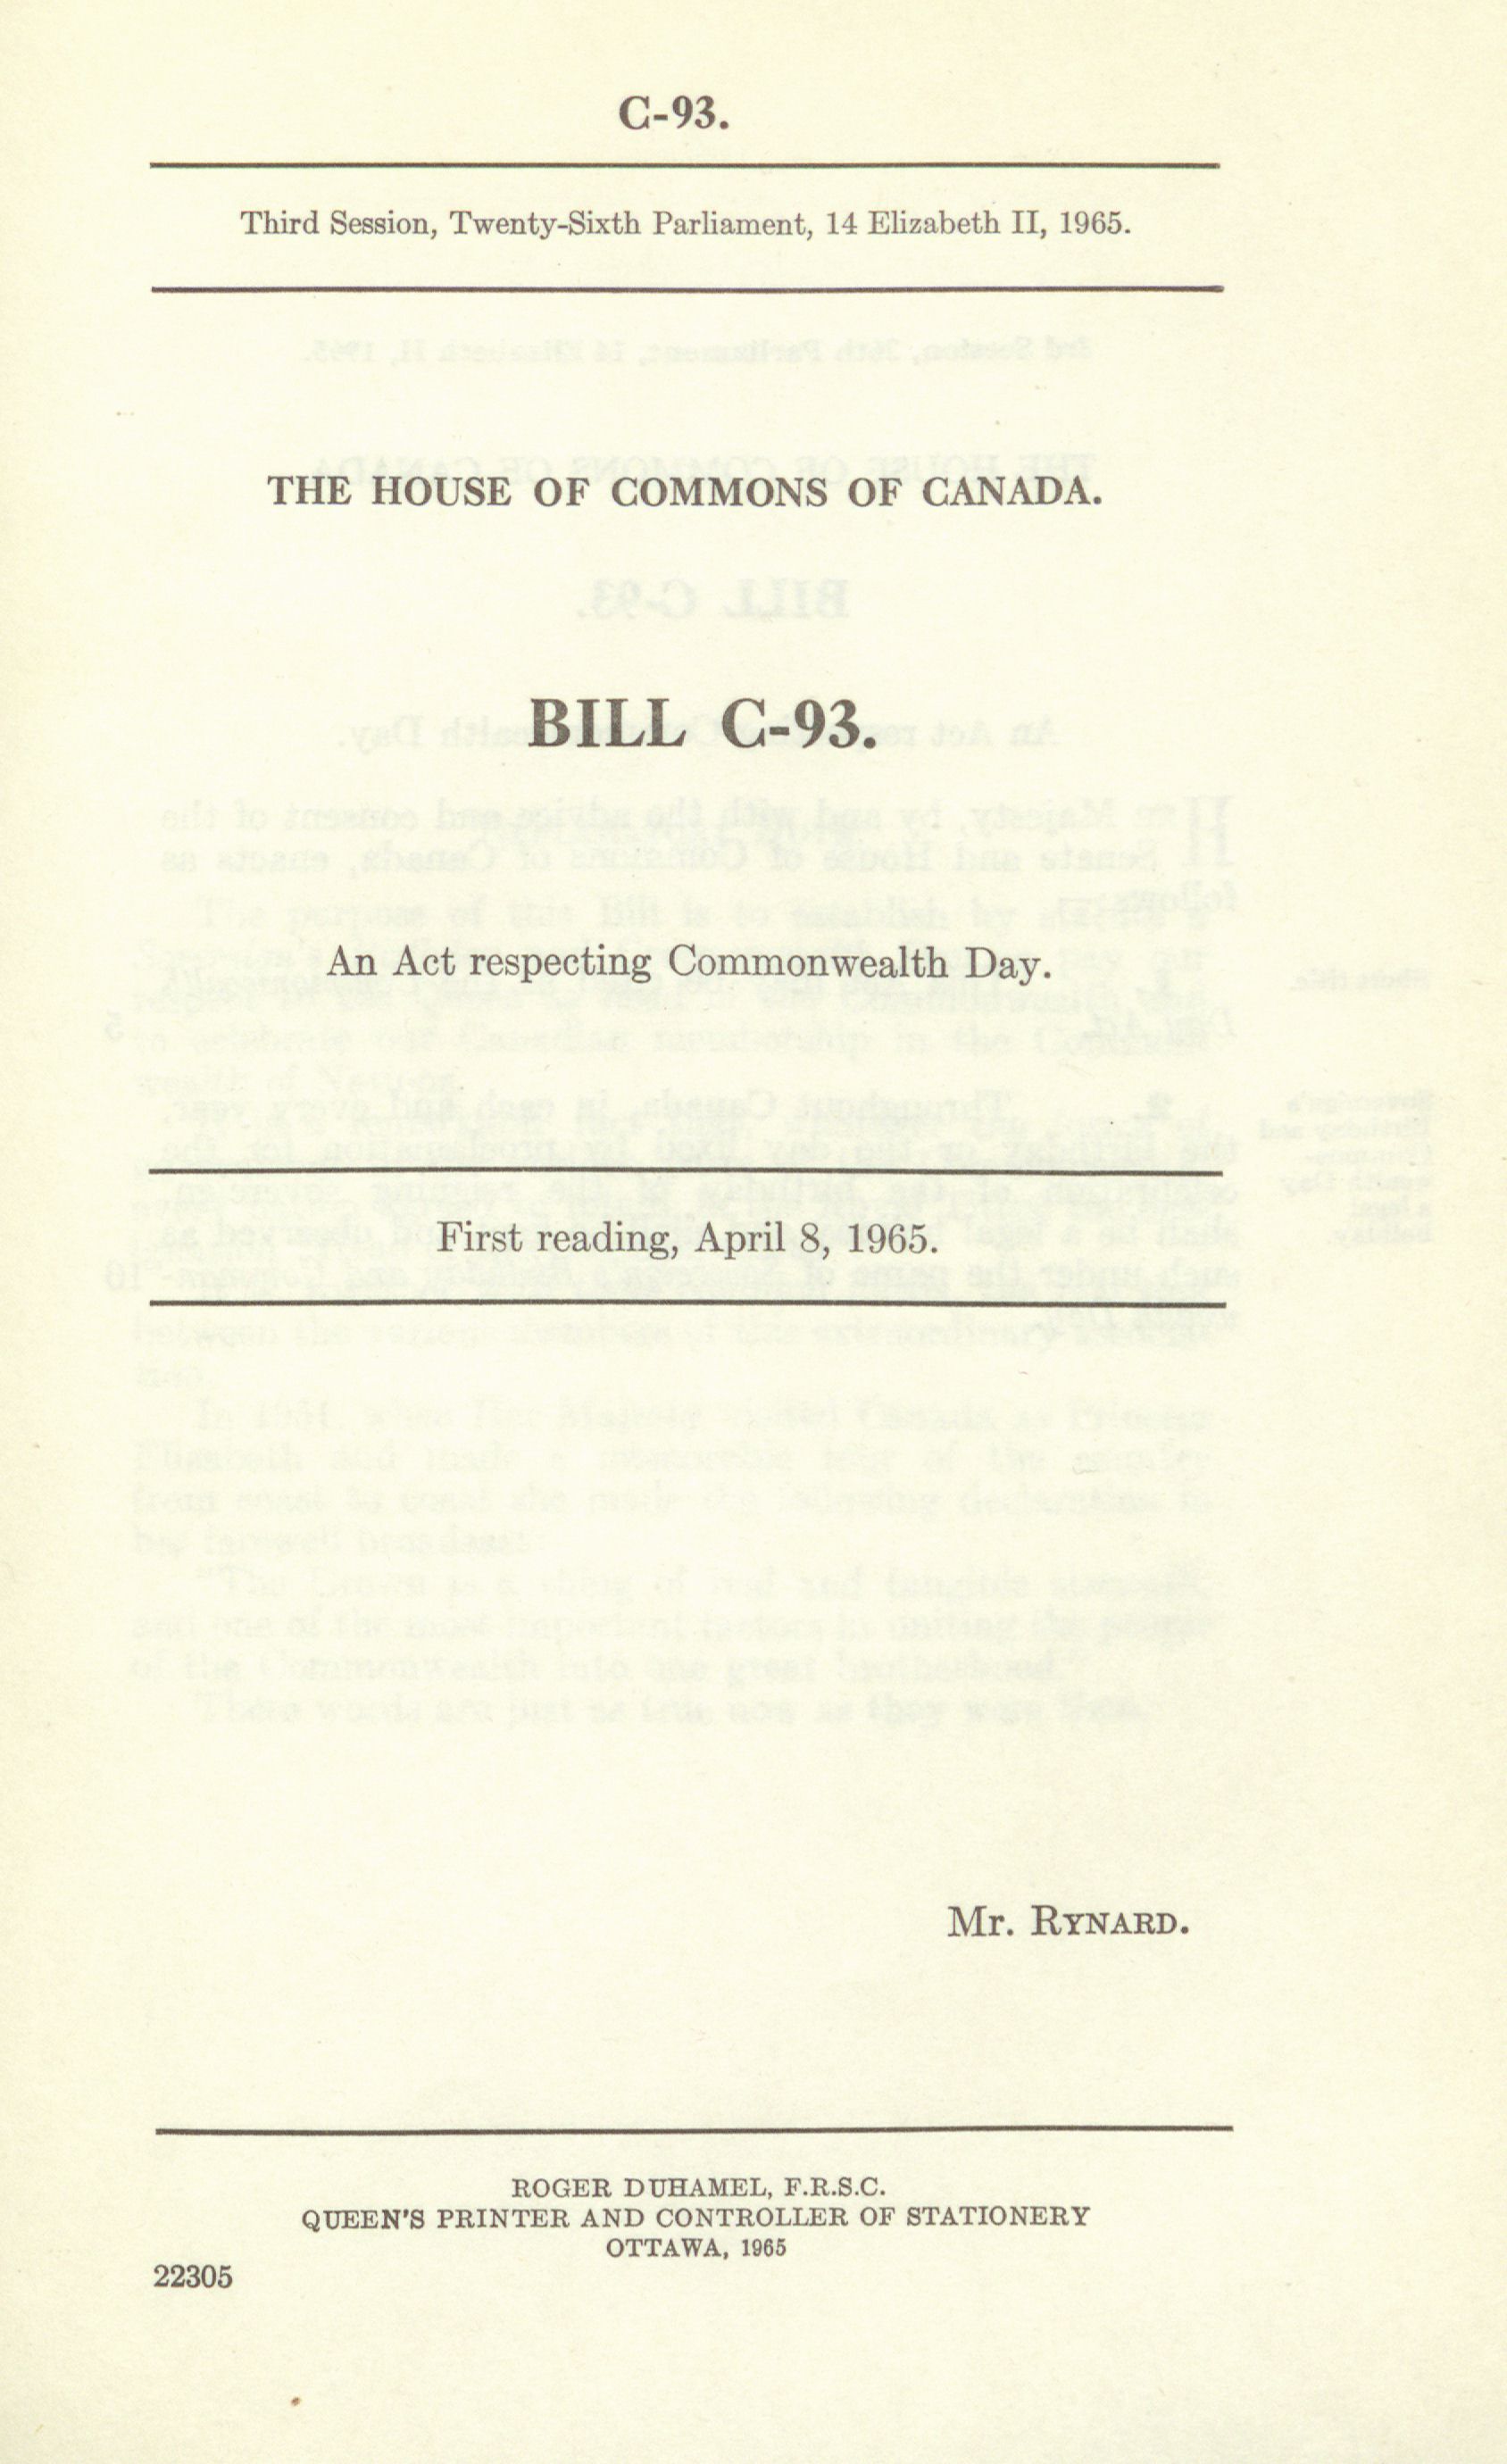 C-93.
Third Session, Twenty-Sixth Parliament, 14 Elizabeth II, 1965.
THE HOUSE OF COMMONS OF CANADA.
BILL C-93.
An Act respecting Commonwealth Day.
First reading, April 8, 1965.
Mr. RYNARD.
ROGER DUHAMEL, F.R.S.C.
QUEEN'S PRINTER AND CONTROLLER OF STATIONERY
OTTAWA, 1965
22305